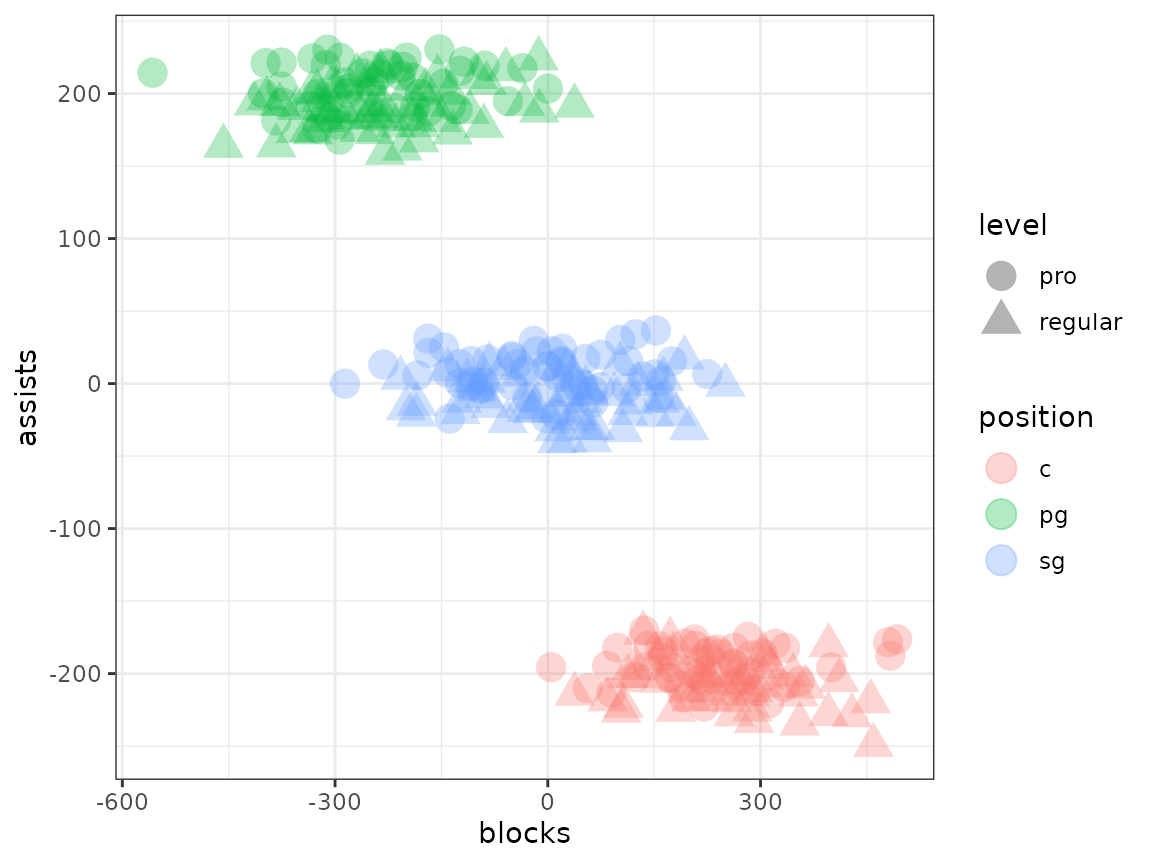 200
100
0
-100
-200
assists
-600 -300 0 300
blocks
level
pro
regular
position
c
pg
sg